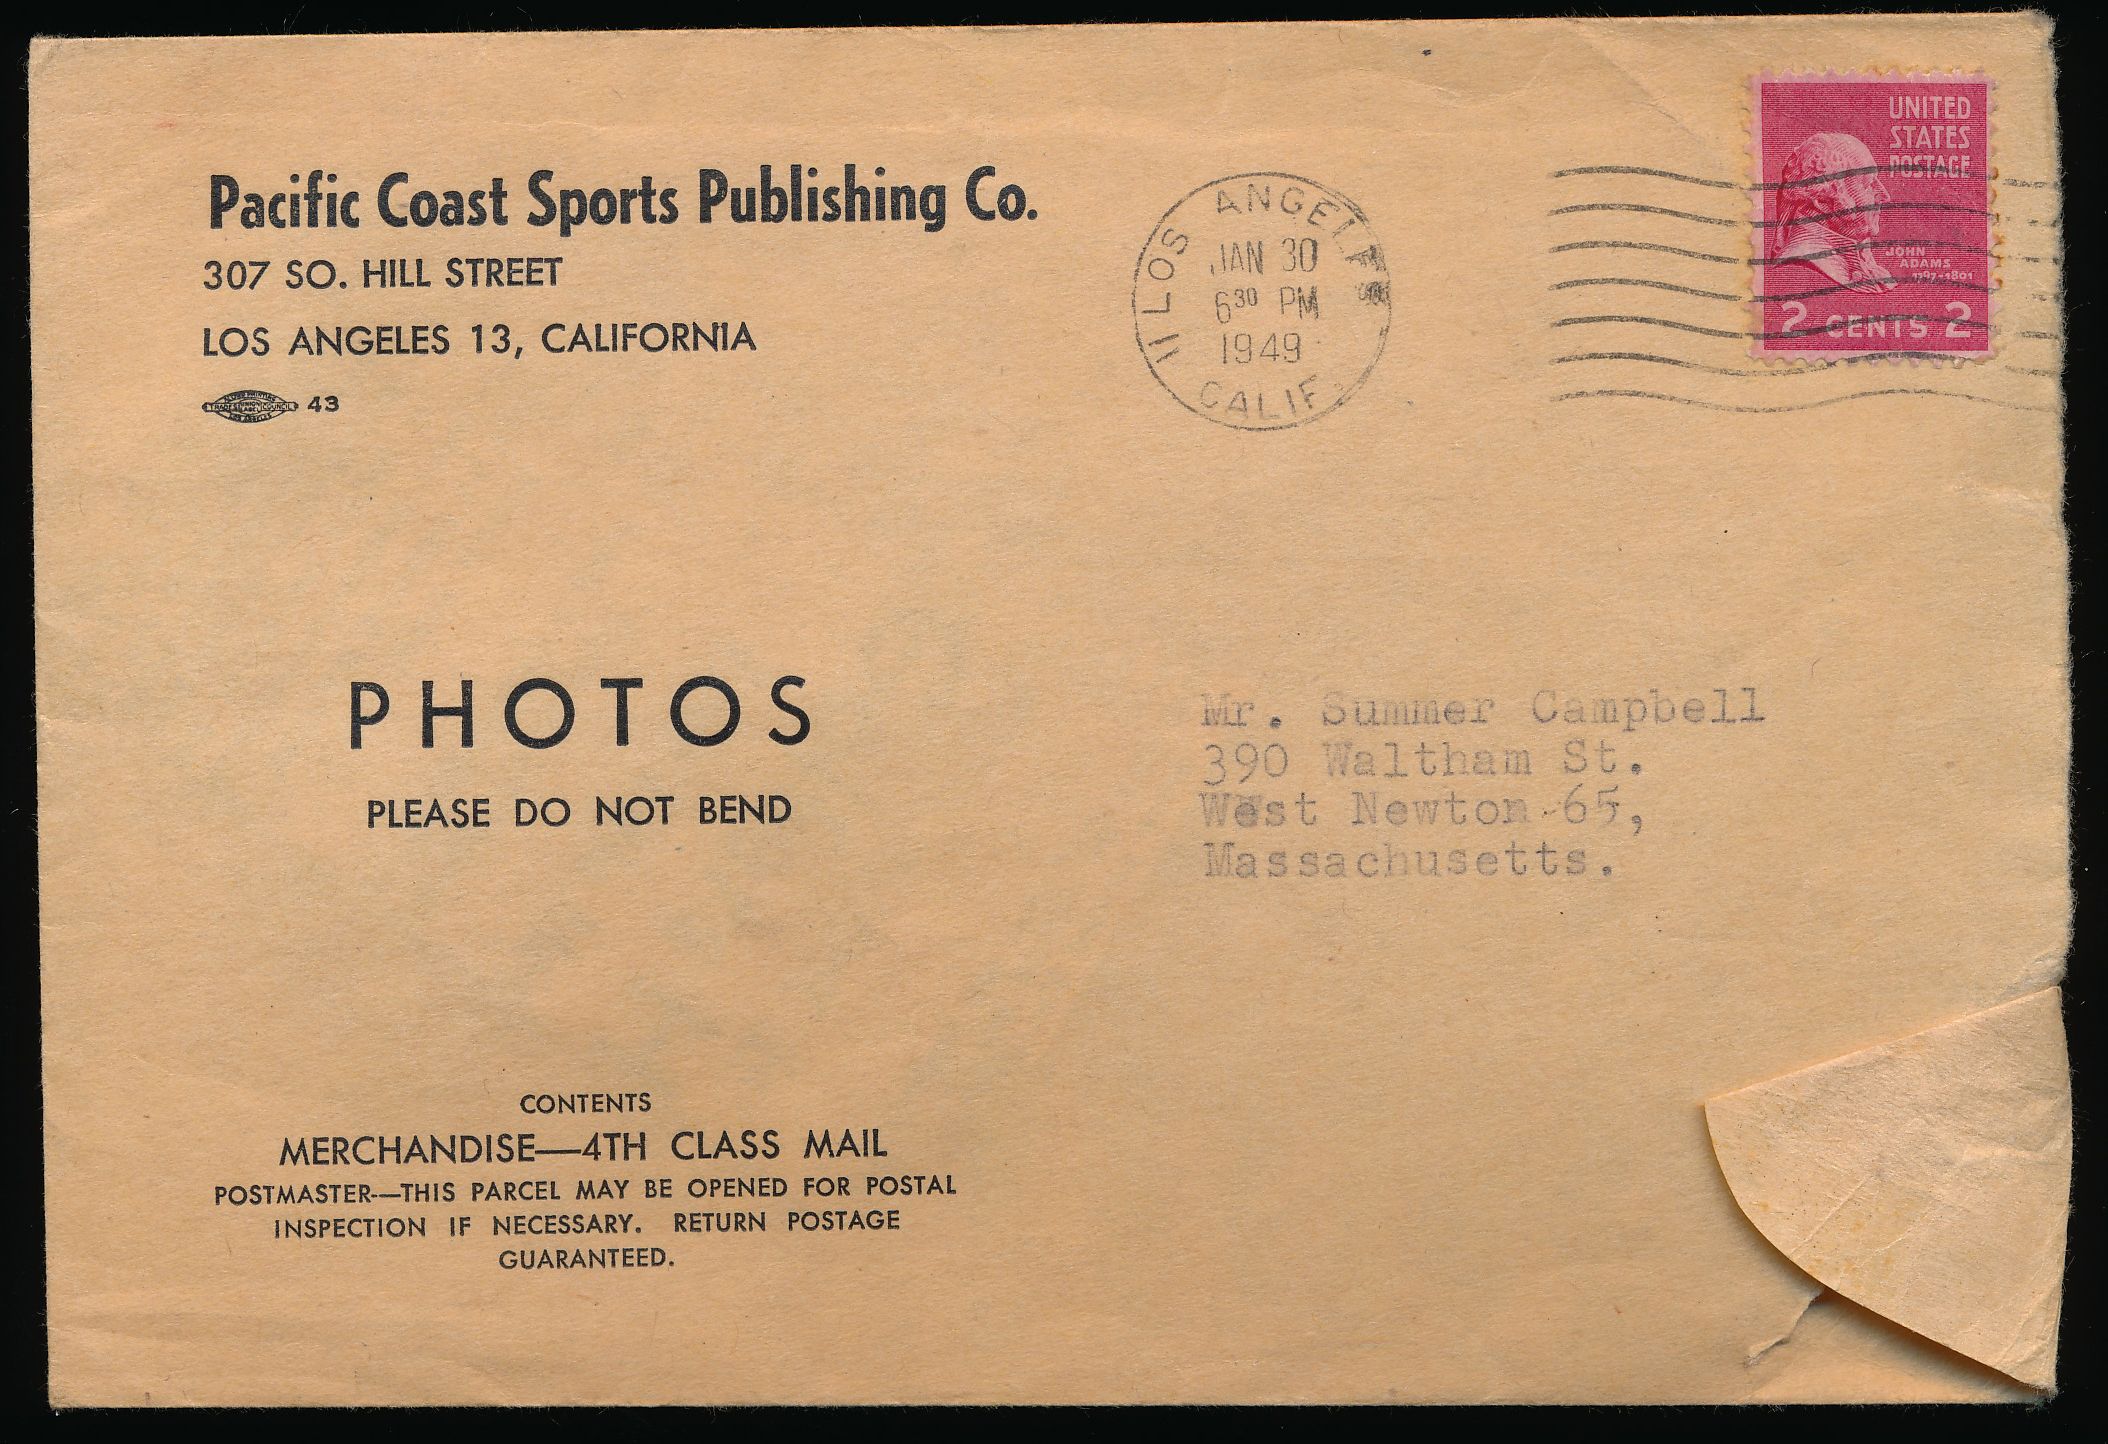 Pacific Coast Sports Publishing Co.
307 SO. HILL STREET
LOS ANGELES 13, CALIFORNIA
TRADES COUNCIL 43
LOS ANGELES 11
JAN 30
6 30 PM
1949
CALIF.
UNITED
STATES
POSTAGE
JOHN
ADAMS
1797-1801
2 CENTS 2
PHOTOS
PLEASE DO NOT BEND
Mr. Summer Campbell
390 Waltham St.
West Newton 65,
Massachusetts.
CONTENTS
MERCHANDISE—4TH CLASS MAIL
POSTMASTER—THIS PARCEL MAY BE OPENED FOR POSTAL
INSPECTION IF NECESSARY. RETURN POSTAGE
GUARANTEED.